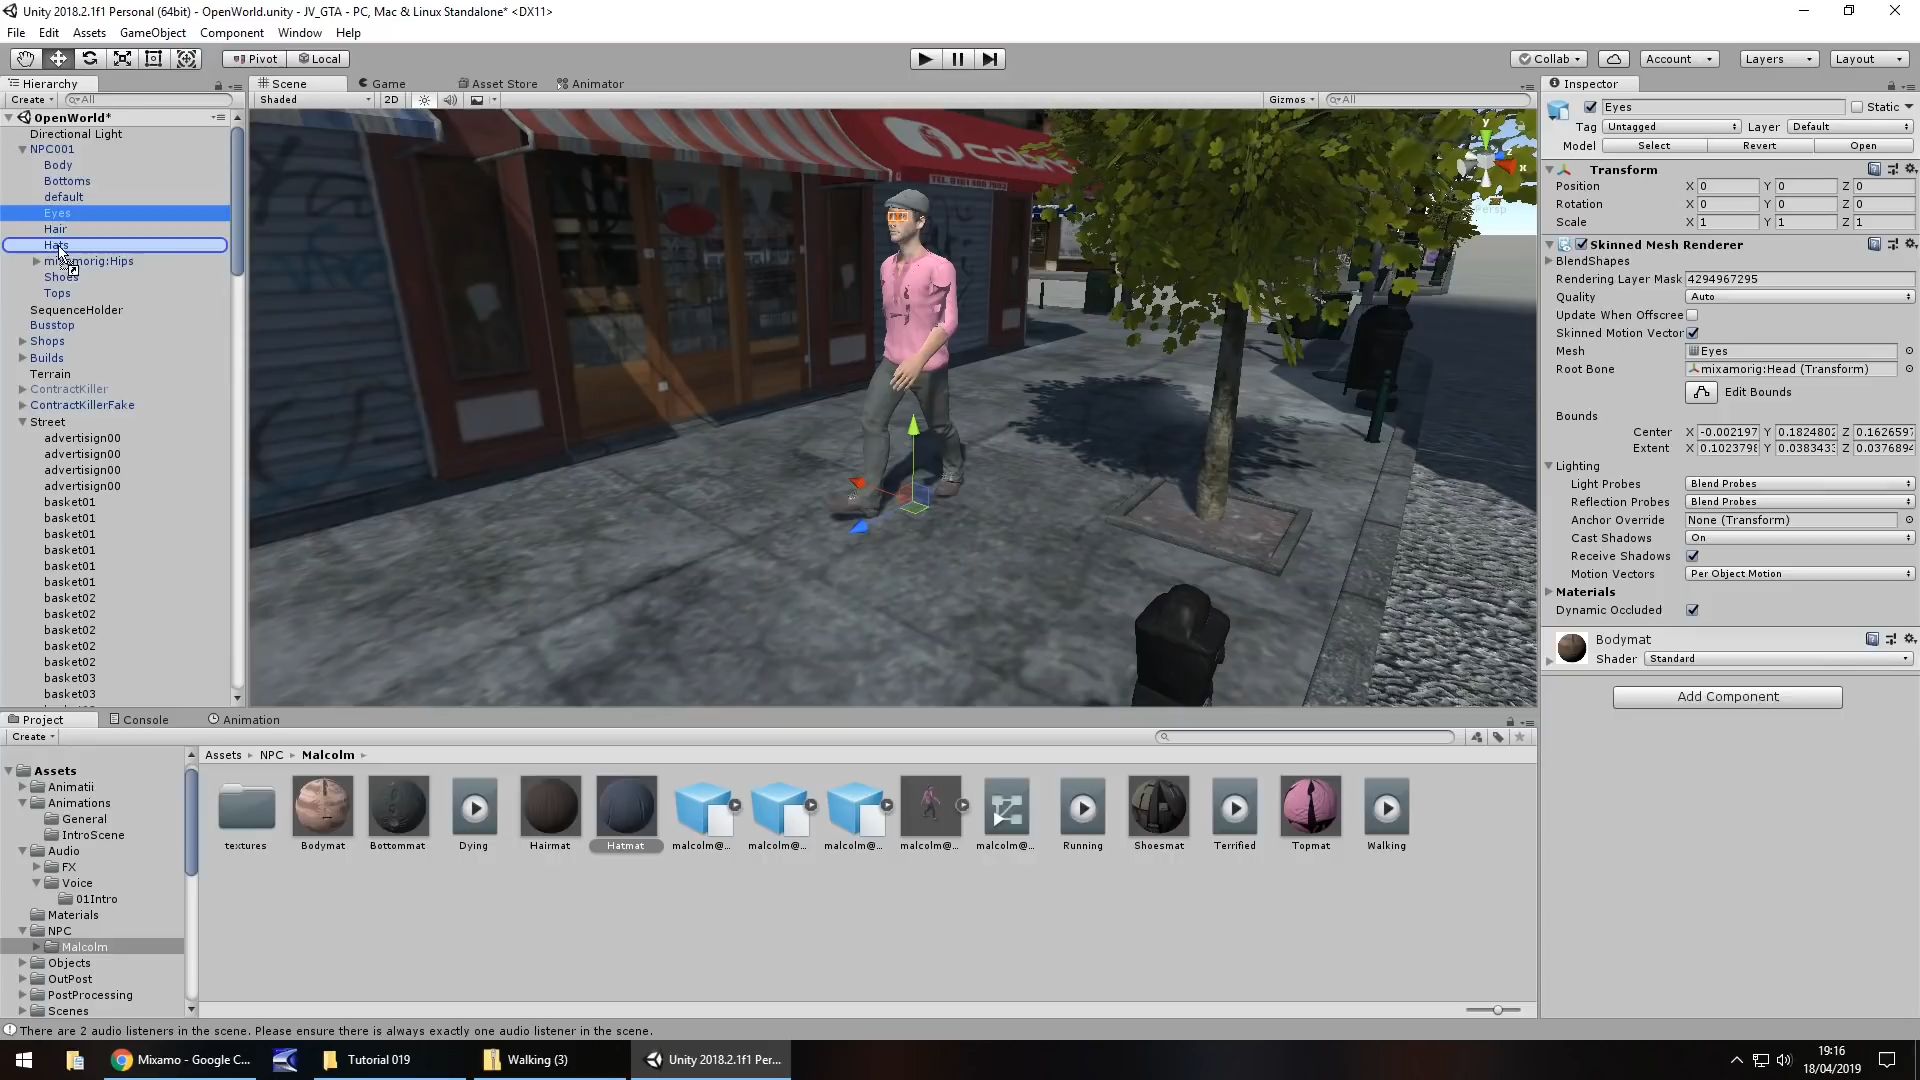 Unity 2018.2.1f1 Personal (64bit) - OpenWorld.unity - JV_GTA - PC, Mac & Linux Standalone* <DX11>
File Edit Assets GameObject Component Window Help
Pivot Local Collab Account Layers Layout
Hierarchy Scene Game Asset Store Animator Inspector
Create All Shaded 2D Gizmos All
OpenWorld*
Directional Light
NPC001
Body
Bottoms
default
Eyes
Hair
Hats
mixamorig:Hips
Shoes
Tops
SequenceHolder
Busstop
Shops
Builds
Terrain
ContractKiller
ContractKillerFake
Street
advertisign00
advertisign00
advertisign00
advertisign00
basket01
basket01
basket01
basket01
basket01
basket01
basket02
basket02
basket02
basket02
basket02
basket03
basket03
y
x
Persp
Eyes Static
Tag Untagged Layer Default
Model Select Revert Open
Transform
Position X 0 Y 0 Z 0
Rotation X 0 Y 0 Z 0
Scale X 1 Y 1 Z 1
Skinned Mesh Renderer
BlendShapes
Rendering Layer Mask 4294967295
Quality Auto
Update When Offscree
Skinned Motion Vector
Mesh Eyes
Root Bone mixamorig:Head (Transform)
Edit Bounds
Bounds
Center X -0.002197 Y 0.1824802 Z 0.1626597
Extent X 0.1023798 Y 0.0383433 Z 0.0376894
Lighting
Light Probes Blend Probes
Reflection Probes Blend Probes
Anchor Override None (Transform)
Cast Shadows On
Receive Shadows
Motion Vectors Per Object Motion
Materials
Dynamic Occluded
Bodymat
Shader Standard
Add Component
Project Console Animation
Create
Assets
Animatii
Animations
General
IntroScene
Audio
FX
Voice
01Intro
Materials
NPC
Malcolm
Objects
OutPost
PostProcessing
Scenes
Assets NPC Malcolm
textures Bodymat Bottommat Dying Hairmat Hatmat malcolm@... malcolm@... malcolm@... malcolm@... malcolm@... Running Shoesmat Terrified Topmat Walking
There are 2 audio listeners in the scene. Please ensure there is always exactly one audio listener in the scene.
Mixamo - Google C... Tutorial 019 Walking (3) Unity 2018.2.1f1 Per...
19:16
18/04/2019